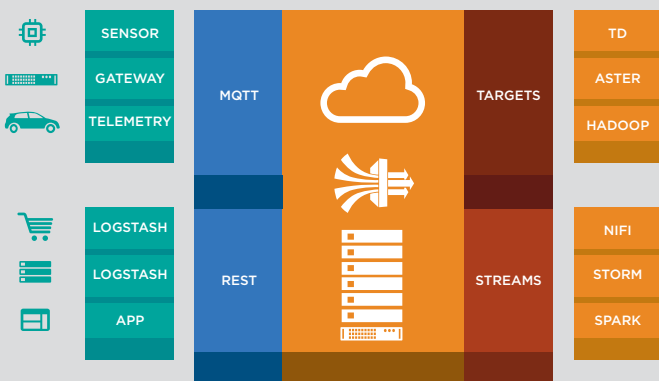 SENSOR
GATEWAY
TELEMETRY
MQTT
TARGETS
TD
ASTER
HADOOP
LOGSTASH
LOGSTASH
APP
REST
STREAMS
NIFI
STORM
SPARK